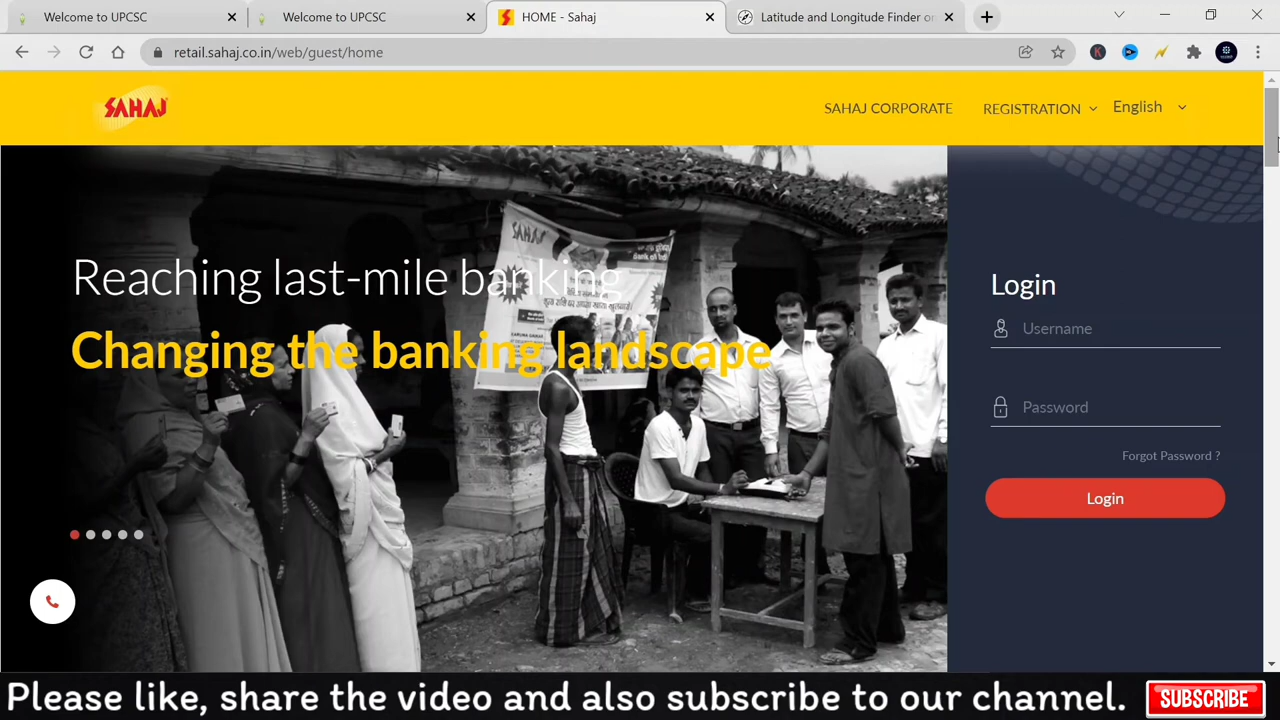 Welcome to UPCSC
Welcome to UPCSC
HOME - Sahaj
Latitude and Longitude Finder o
retail.sahaj.co.in/web/guest/home
SAHAJ
SAHAJ CORPORATE
REGISTRATION
English
Reaching last-mile banking
Changing the banking landscape
SAHAJ
Login
Username
Password
Forgot Password ?
Login
Please like, share the video and also subscribe to our channel.
SUBSCRIBE